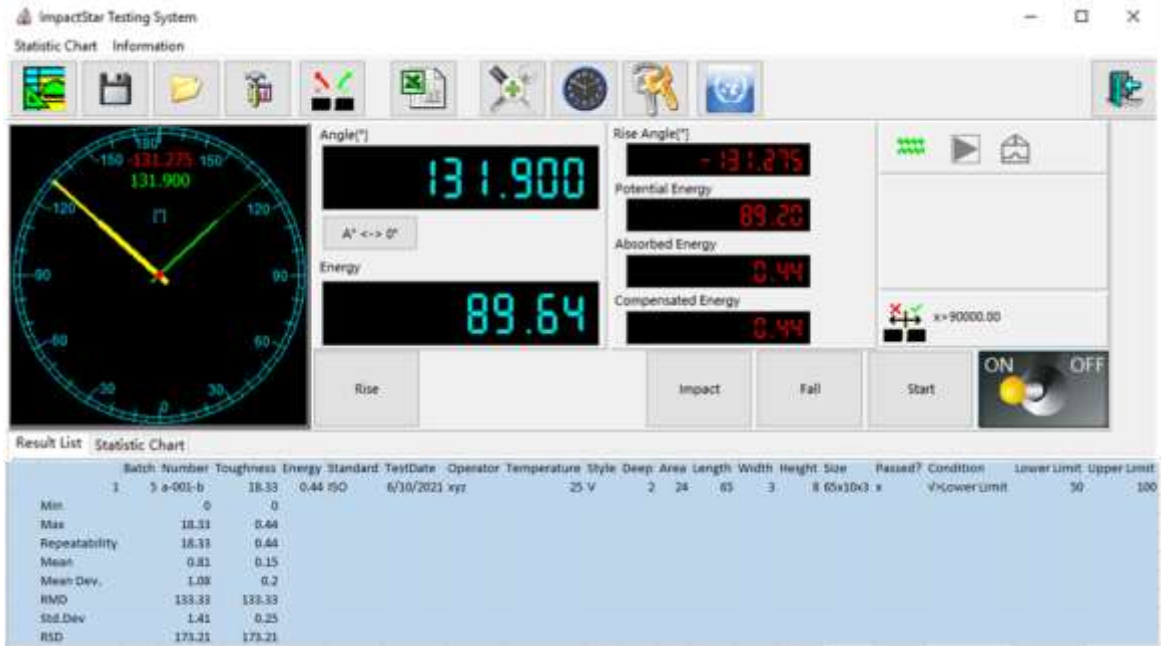 ImpactStar Testing System
Statistic Chart Information
180
-150 -131.275 150
131.900
-120 [°] 120
-90 90
-60 60
-30 30
0
Angle[°]
131.900
A° <-> 0°
Energy
89.64
Rise Angle[°]
-131.275
Potential Energy
89.20
Absorbed Energy
0.44
Compensated Energy
0.44
x=90000.00
Rise
Impact
Fall
Start
ON OFF
Result List Statistic Chart
Batch Number Toughness Energy Standard TestDate Operator Temperature Style Deep Area Length Width Height Size Passed? Condition Lower Limit Upper Limit
1 5 a-001-b 18.33 0.44 ISO 6/10/2021 xyz 25 V 2 24 65 3 8 65x10x3 x V>Lower Limit 50 100
Min 0 0
Max 18.33 0.44
Repeatability 18.33 0.44
Mean 0.81 0.15
Mean Dev. 1.08 0.2
RMD 133.33 133.33
Std.Dev 1.41 0.25
RSD 173.21 173.21